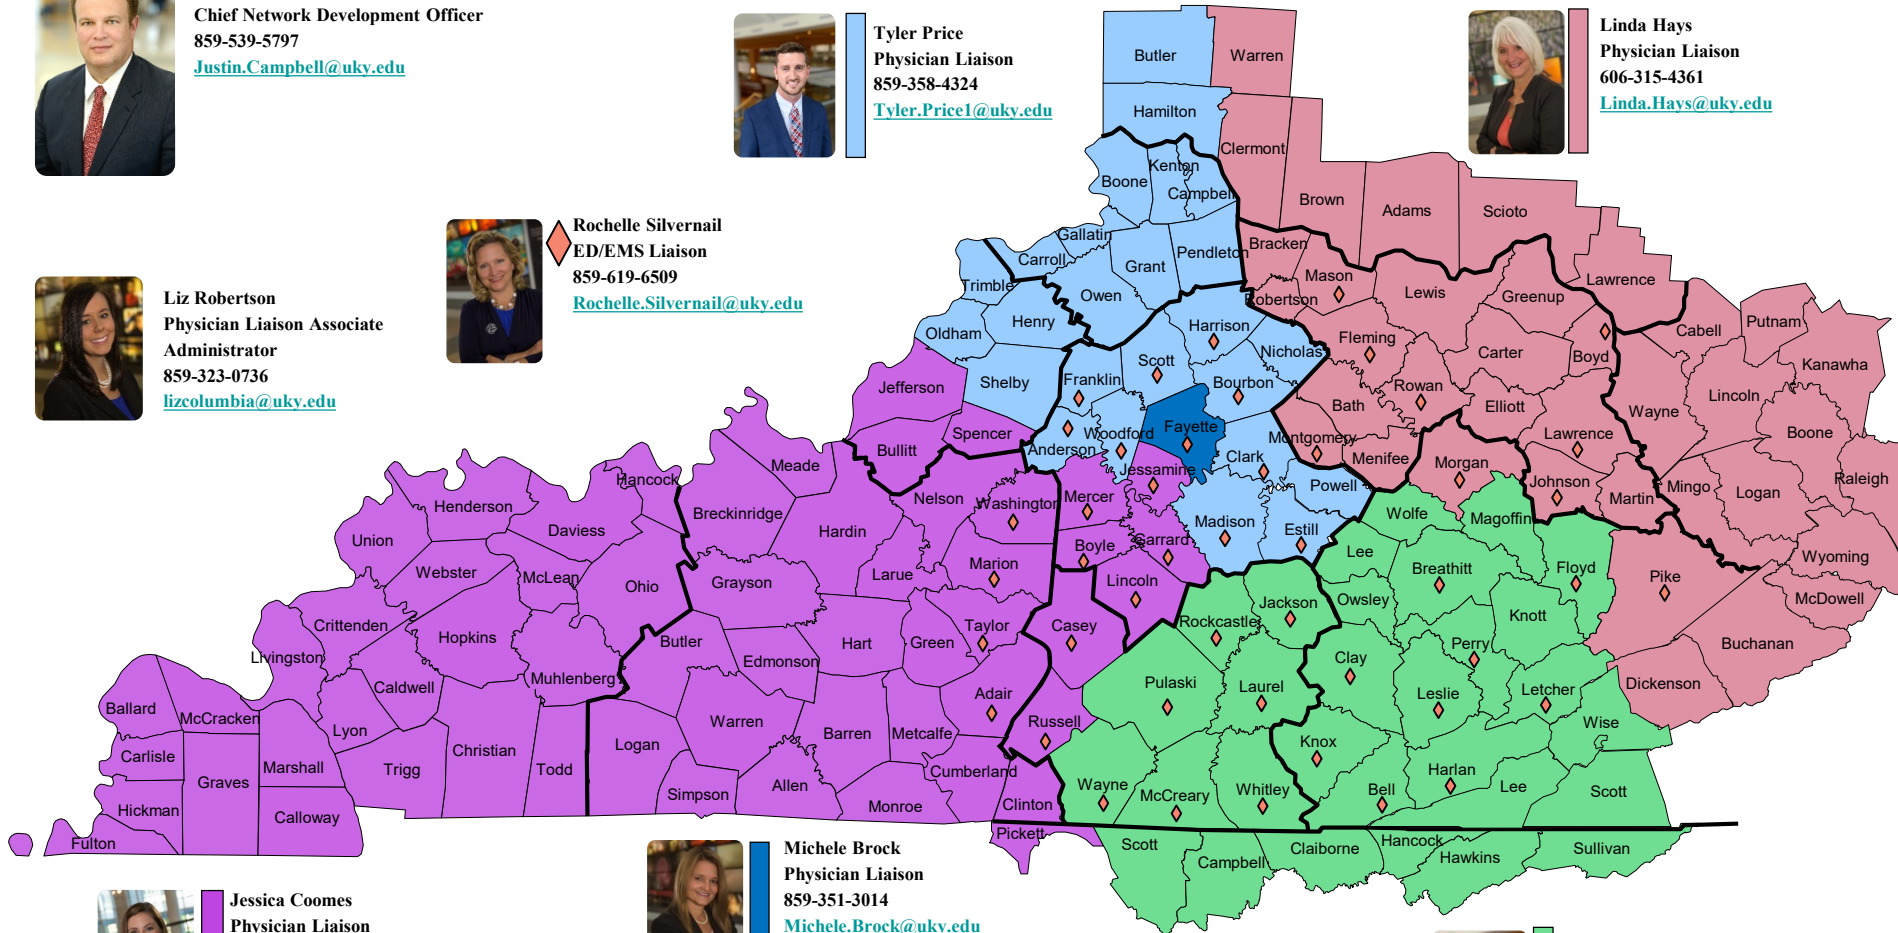 Chief Network Development Officer
859-539-5797
Justin.Campbell@uky.edu
Tyler Price
Physician Liaison
859-358-4324
Tyler.Price1@uky.edu
Linda Hays
Physician Liaison
606-315-4361
Linda.Hays@uky.edu
Rochelle Silvernail
ED/EMS Liaison
859-619-6509
Rochelle.Silvernail@uky.edu
Liz Robertson
Physician Liaison Associate
Administrator
859-323-0736
lizcolumbia@uky.edu
Butler
Warren
Hamilton
Clermont
Kenton
Boone
Campbell
Brown
Adams
Scioto
Gallatin
Carroll
Grant
Pendleton
Bracken
Mason
Trimble
Owen
Robertson
Lewis
Greenup
Lawrence
Oldham
Henry
Harrison
Fleming
Nicholas
Carter
Boyd
Cabell
Putnam
Kanawha
Jefferson
Shelby
Franklin
Scott
Bourbon
Rowan
Bath
Elliott
Wayne
Lincoln
Boone
Bullitt
Spencer
Anderson
Woodford
Fayette
Clark
Montgomery
Menifee
Lawrence
Meade
Hancock
Jessamine
Powell
Morgan
Johnson
Martin
Mingo
Logan
Raleigh
Henderson
Daviess
Breckinridge
Hardin
Nelson
Washington
Mercer
Madison
Estill
Wolfe
Magoffin
Union
Webster
McLean
Ohio
Grayson
Larue
Marion
Boyle
Garrard
Lincoln
Lee
Breathitt
Floyd
Pike
Wyoming
McDowell
Crittenden
Hopkins
Butler
Hart
Green
Taylor
Casey
Rockcastle
Jackson
Owsley
Knott
Buchanan
Livingston
Caldwell
Muhlenberg
Edmonson
Adair
Pulaski
Laurel
Clay
Perry
Leslie
Letcher
Dickenson
Ballard
McCracken
Lyon
Christian
Todd
Logan
Warren
Barren
Metcalfe
Russell
Knox
Wise
Carlisle
Graves
Marshall
Trigg
Simpson
Allen
Monroe
Cumberland
Clinton
Wayne
McCreary
Whitley
Bell
Harlan
Lee
Scott
Hickman
Calloway
Fulton
Pickett
Scott
Campbell
Claiborne
Hancock
Hawkins
Sullivan
Jessica Coomes
Physician Liaison
Michele Brock
Physician Liaison
859-351-3014
Michele.Brock@uky.edu